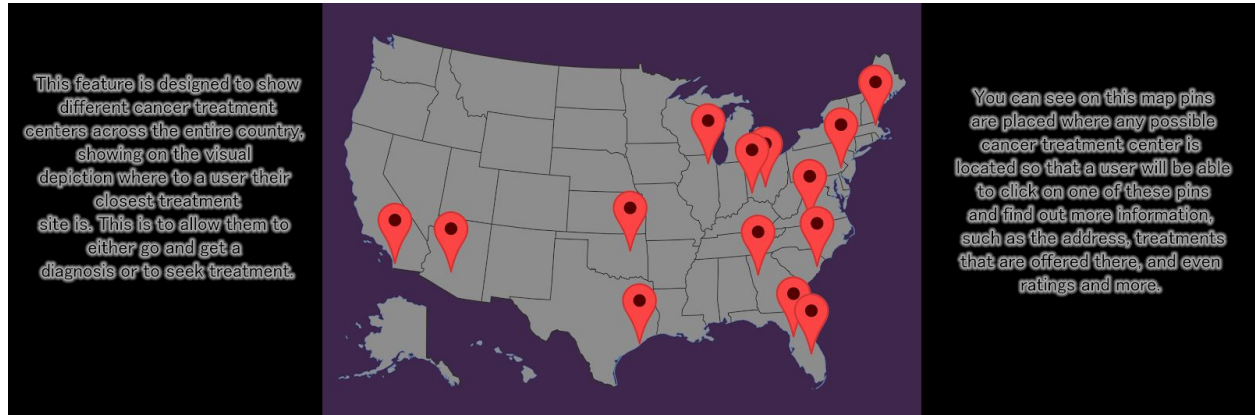 This feature is designed to show
different cancer treatment
centers across the entire country,
showing on the visual
depiction where to a user their
closest treatment
site is. This is to allow them to
either go and get a
diagnosis or to seek treatment.
You can see on this map pins
are placed where any possible
cancer treatment center is
located so that a user will be able
to click on one of these pins
and find out more information,
such as the address, treatments
that are offered there, and even
ratings and more.